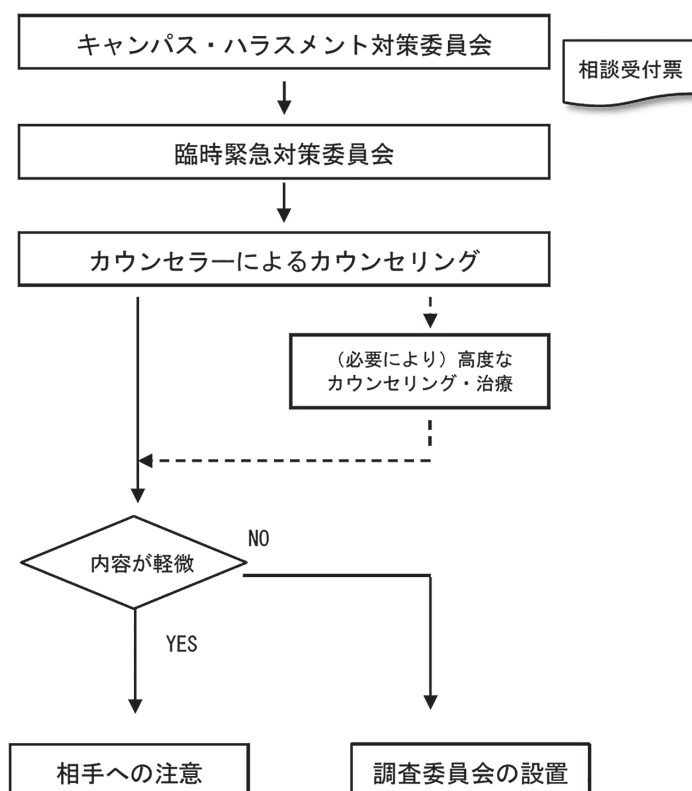 キャンパス・ハラスメント対策委員会
相談受付票
臨時緊急対策委員会
カウンセラーによるカウンセリング
（必要により）高度な
カウンセリング・治療
内容が軽微
NO
YES
相手への注意
調査委員会の設置